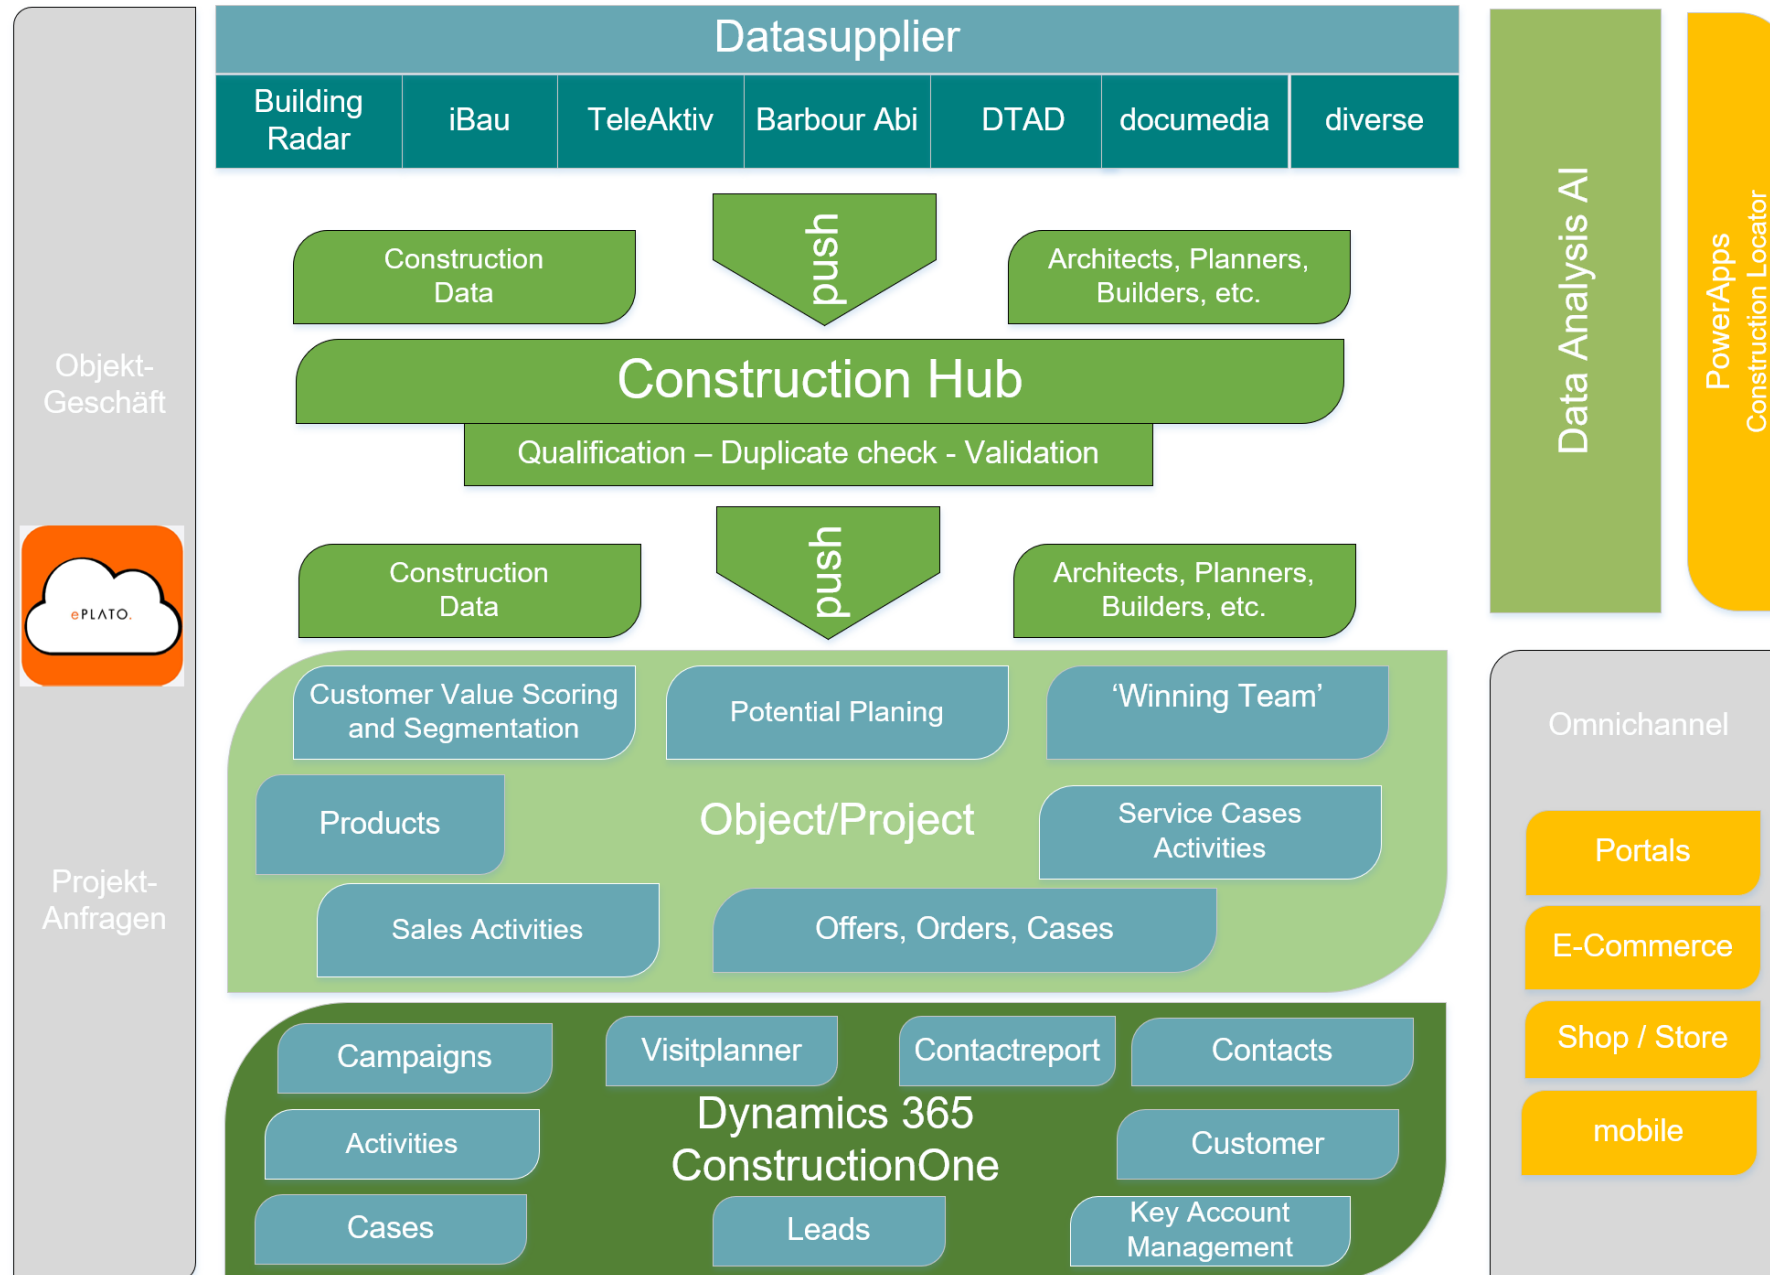 Datasupplier
Building
Radar
iBau
TeleAktiv
Barbour Abi
DTAD
documedia
diverse
push
Construction
Data
Architects, Planners,
Builders, etc.
Construction Hub
Qualification – Duplicate check - Validation
push
Construction
Data
Architects, Planners,
Builders, etc.
Customer Value Scoring
and Segmentation
Potential Planing
‘Winning Team’
Products
Object/Project
Service Cases
Activities
Sales Activities
Offers, Orders, Cases
Campaigns
Visitplanner
Contactreport
Contacts
Dynamics 365
ConstructionOne
Activities
Customer
Cases
Leads
Key Account
Management
Objekt-
Geschäft
ePLATO.
Projekt-
Anfragen
Data Analysis AI
PowerApps
Construction Locator
Omnichannel
Portals
E-Commerce
Shop / Store
mobile